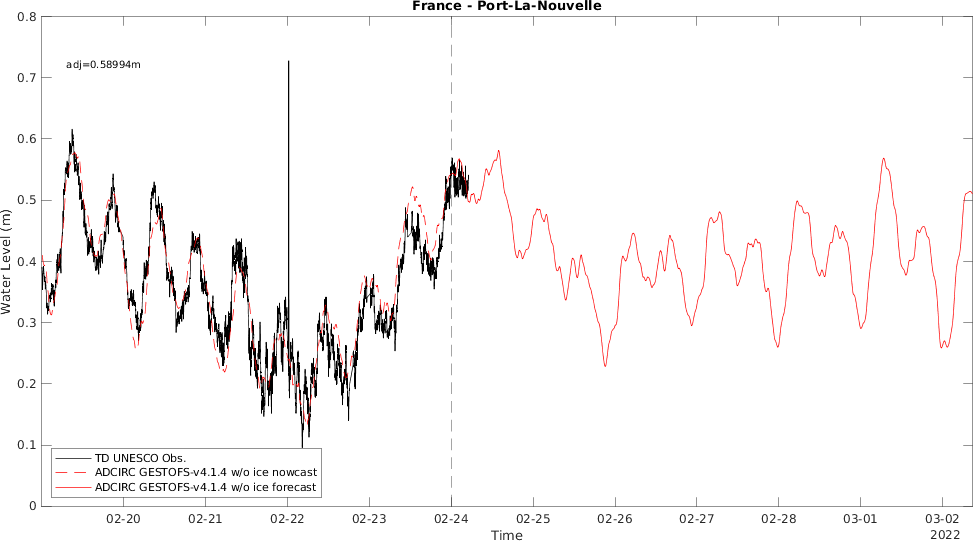 France - Port-La-Nouvelle
adj=0.58994m
0.8
0.7
0.6
0.5
0.4
0.3
0.2
0.1
0
Water Level (m)
TD UNESCO Obs.
ADCIRC GESTOFS-v4.1.4 w/o ice nowcast
ADCIRC GESTOFS-v4.1.4 w/o ice forecast
02-20 02-21 02-22 02-23 02-24 02-25 02-26 02-27 02-28 03-01 03-02
Time
2022